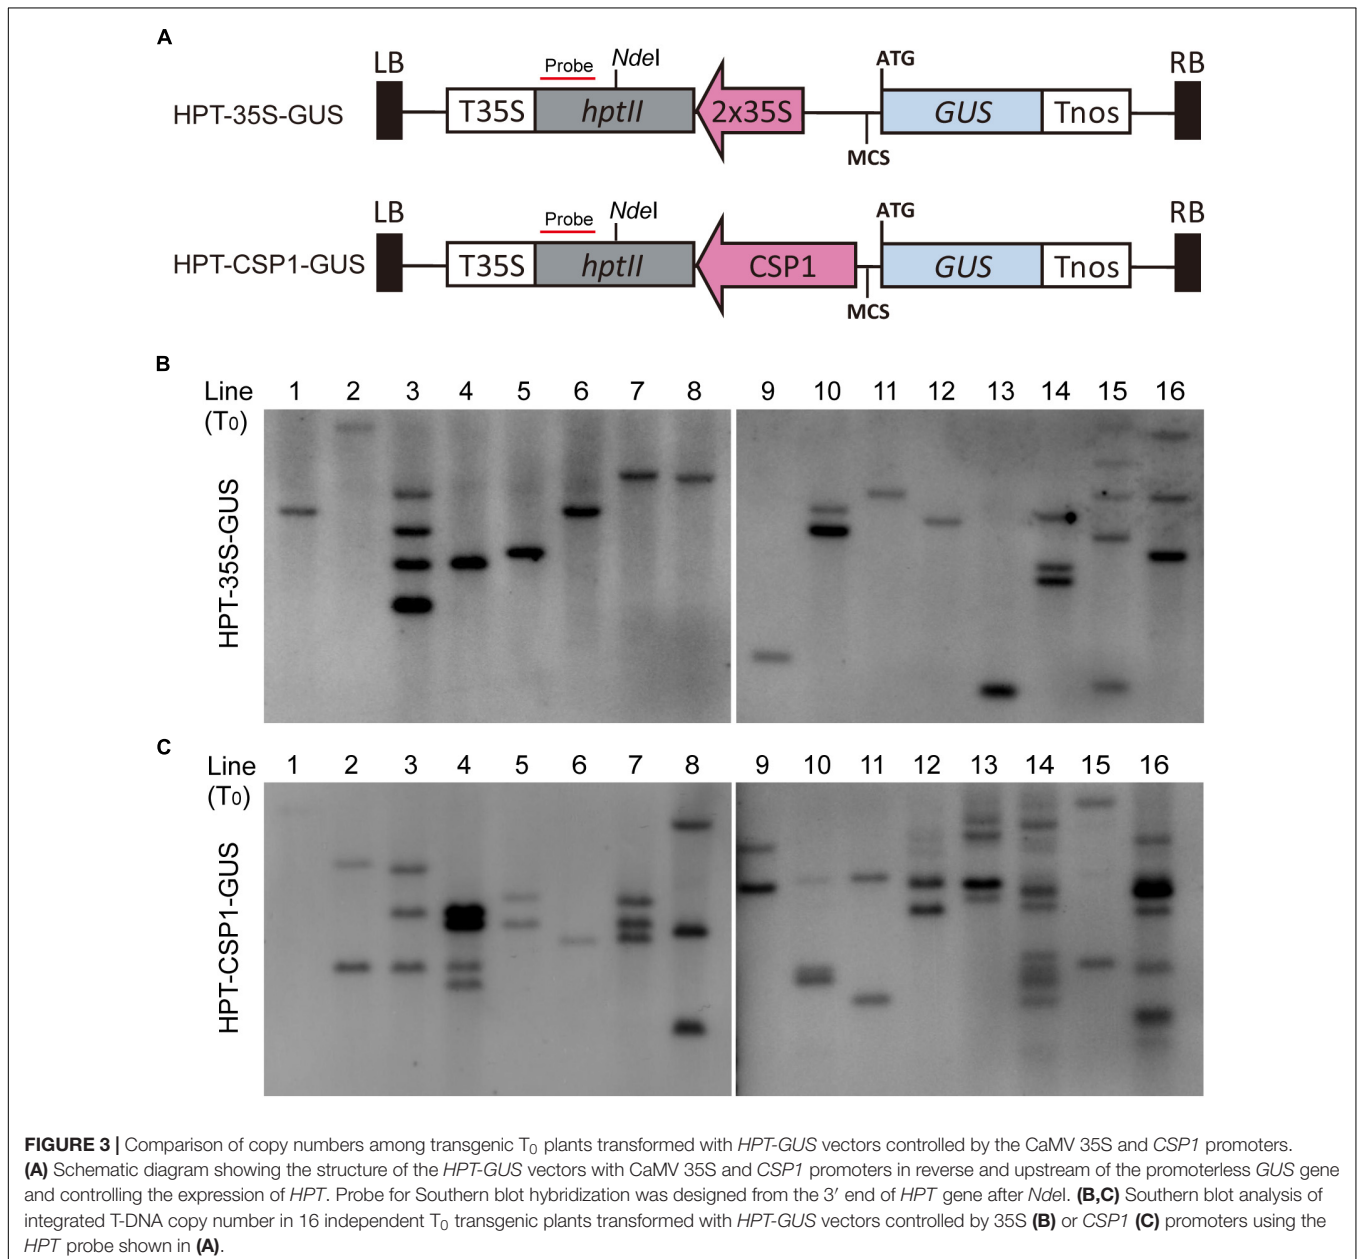 A
LB
Probe
NdeI
ATG
RB
HPT-35S-GUS
T35S
hptII
2x35S
GUS
Tnos
MCS
LB
Probe
NdeI
ATG
RB
HPT-CSP1-GUS
T35S
hptII
CSP1
GUS
Tnos
MCS
B
Line 1 2 3 4 5 6 7 8 9 10 11 12 13 14 15 16
(T0)
HPT-35S-GUS
C
Line 1 2 3 4 5 6 7 8 9 10 11 12 13 14 15 16
(T0)
HPT-CSP1-GUS
FIGURE 3 | Comparison of copy numbers among transgenic T0 plants transformed with HPT-GUS vectors controlled by the CaMV 35S and CSP1 promoters.
(A) Schematic diagram showing the structure of the HPT-GUS vectors with CaMV 35S and CSP1 promoters in reverse and upstream of the promoterless GUS gene
and controlling the expression of HPT. Probe for Southern blot hybridization was designed from the 3′ end of HPT gene after NdeI. (B,C) Southern blot analysis of
integrated T-DNA copy number in 16 independent T0 transgenic plants transformed with HPT-GUS vectors controlled by 35S (B) or CSP1 (C) promoters using the
HPT probe shown in (A).